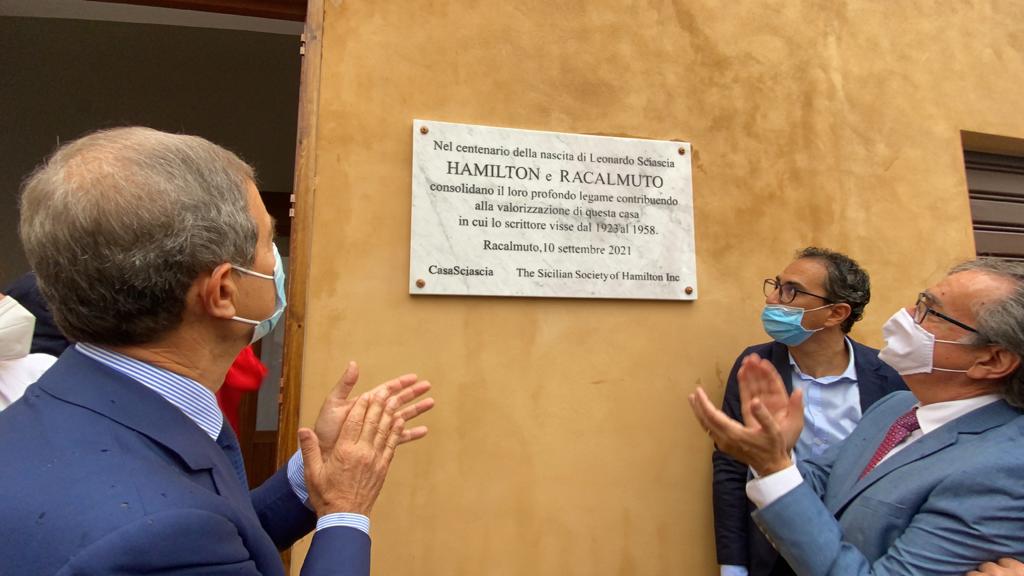 Nel centenario della nascita di Leonardo Sciascia
HAMILTON e RACALMUTO
consolidano il loro profondo legame contribuendo
alla valorizzazione di questa casa
in cui lo scrittore visse dal 1923 al 1958.
Racalmuto,10 settembre 2021
CasaSciascia The Sicilian Society of Hamilton Inc